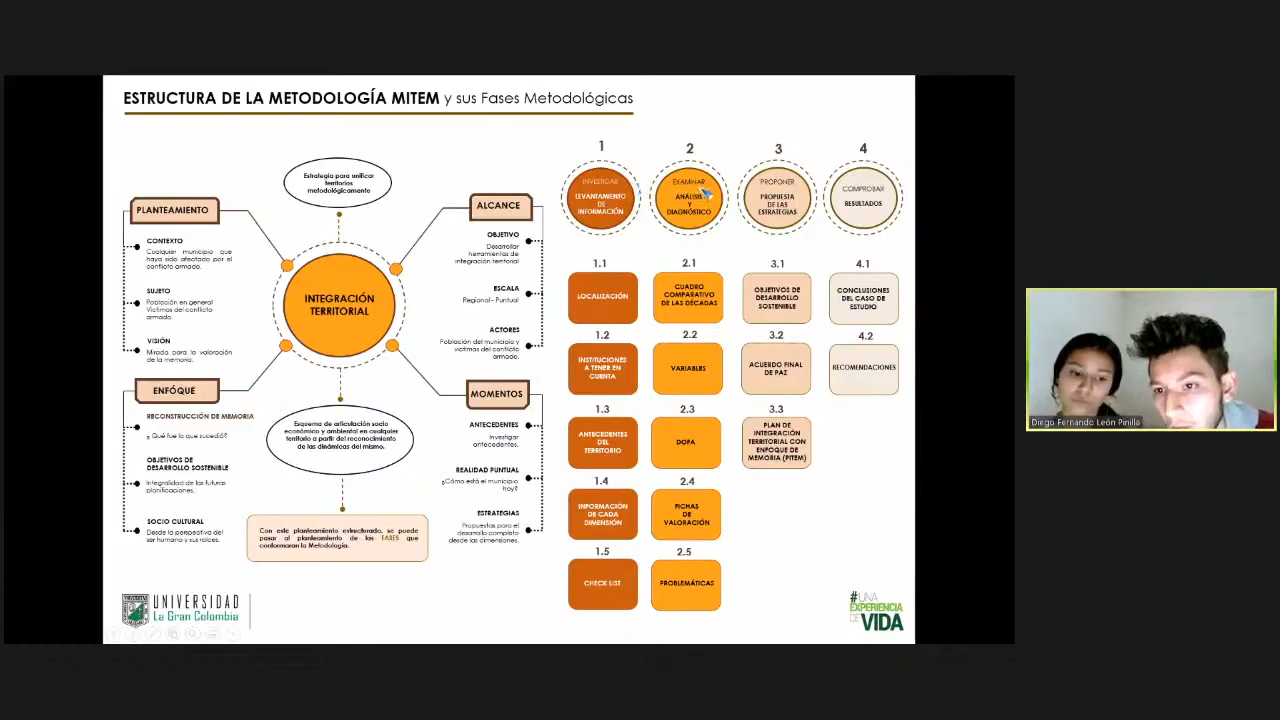 ESTRUCTURA DE LA METODOLOGÍA MITEM y sus Fases Metodológicas
Estrategia para unificar
territorios
metodológicamente
PLANTEAMIENTO
CONTEXTO
Cualquier municipio que
haya sido afectado por el
conflicto armado.
SUJETO
Población en general
Víctimas del conflicto
armado.
VISIÓN
Mirada para la valoración
de la memoria.
ENFÓQUE
RECONSTRUCCIÓN DE MEMORIA
¿ Qué fue lo que sucedió?
OBJETIVOS DE
DESARROLLO SOSTENIBLE
Integralidad de las futuras
planificaciones.
SOCIO CULTURAL
Desde la perspectiva del
ser humano y sus raíces.
INTEGRACIÓN
TERRITORIAL
Esquema de articulación socio
económico y ambiental en cualquier
territorio a partir del reconocimiento
de las dinámicas del mismo.
Con este planteamiento estructurado, se puede
pasar al planteamiento de las FASES que
conformaran la Metodología.
ALCANCE
OBJETIVO
Desarrollar
herramientas de
integración territorial
ESCALA
Regional - Puntual
ACTORES
Población del municipio y
víctimas del conflicto
armado.
MOMENTOS
ANTECEDENTES
Investigar
antecedentes.
REALIDAD PUNTUAL
¿Cómo está el municipio
hoy?
ESTRATEGIAS
Propuestas para el
desarrollo completo
desde las dimensiones.
1
INVESTIGAR
LEVANTAMIENTO
DE
INFORMACIÓN
2
EXAMINAR
ANÁLISIS
Y
DIAGNÓSTICO
3
PROPONER
PROPUESTA
DE LAS
ESTRATEGIAS
4
COMPROBAR
RESULTADOS
1.1
LOCALIZACIÓN
2.1
CUADRO
COMPARATIVO
DE LAS DÉCADAS
3.1
OBJETIVOS DE
DESARROLLO
SOSTENIBLE
4.1
CONCLUSIONES
DEL CASO DE
ESTUDIO
1.2
INSTITUCIONES
A TENER EN
CUENTA
2.2
VARIABLES
3.2
ACUERDO FINAL
DE PAZ
4.2
RECOMENDACIONES
1.3
ANTECEDENTES
DEL
TERRITORIO
2.3
DOFA
3.3
PLAN DE
INTEGRACIÓN
TERRITORIAL CON
ENFOQUE DE
MEMORIA (PITEM)
1.4
INFORMACIÓN
DE CADA
DIMENSIÓN
2.4
FICHAS
DE
VALORACIÓN
1.5
CHECK LIST
2.5
PROBLEMÁTICAS
UNIVERSIDAD
La Gran Colombia
#UNA
EXPERIENCIA
DE VIDA
Diego Fernando León Pinilla